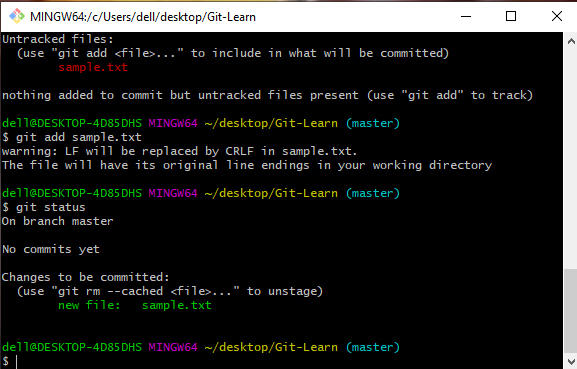 MINGW64:/c/Users/dell/desktop/Git-Learn
Untracked files:
  (use "git add <file>..." to include in what will be committed)
        sample.txt

nothing added to commit but untracked files present (use "git add" to track)

dell@DESKTOP-4D85DHS MINGW64 ~/desktop/Git-Learn (master)
$ git add sample.txt
warning: LF will be replaced by CRLF in sample.txt.
The file will have its original line endings in your working directory

dell@DESKTOP-4D85DHS MINGW64 ~/desktop/Git-Learn (master)
$ git status
On branch master

No commits yet

Changes to be committed:
  (use "git rm --cached <file>..." to unstage)
        new file:   sample.txt


dell@DESKTOP-4D85DHS MINGW64 ~/desktop/Git-Learn (master)
$